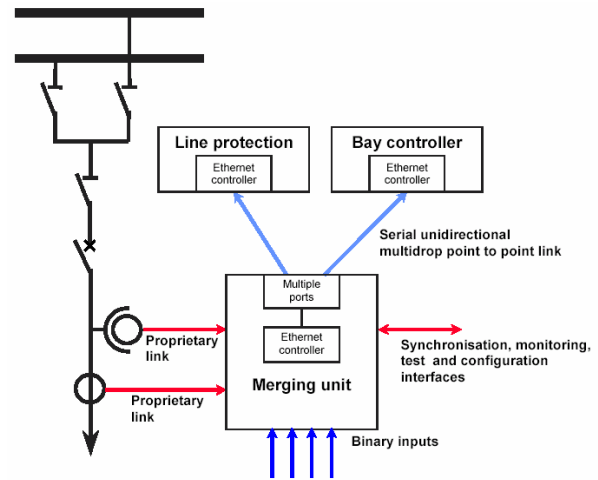 Line protection
Ethernet
controller
Bay controller
Ethernet
controller
Serial unidirectional
multidrop point to point link
Multiple
ports
Ethernet
controller
Merging unit
Proprietary
link
Proprietary
link
Synchronisation, monitoring,
test and configuration
interfaces
Binary inputs